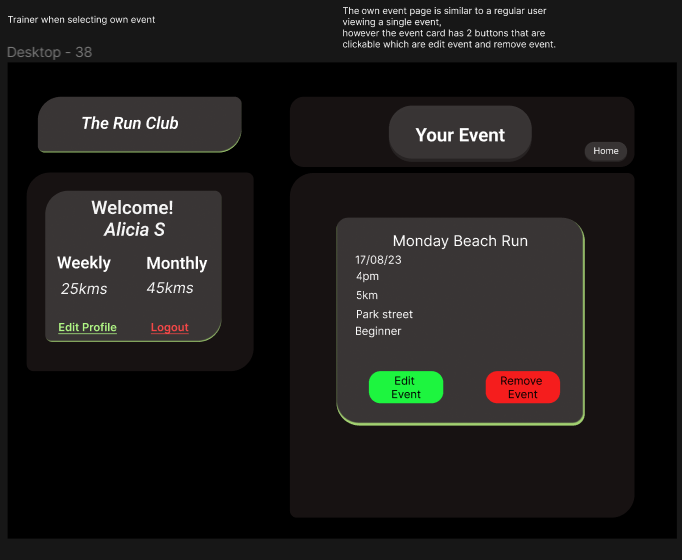 Trainer when selecting own event
The own event page is similar to a regular user
viewing a single event,
however the event card has 2 buttons that are
clickable which are edit event and remove event.
Desktop - 38
The Run Club
Your Event
Home
Welcome!
Alicia S
Weekly
Monthly
25kms
45kms
Edit Profile
Logout
Monday Beach Run
17/08/23
4pm
5km
Park street
Beginner
Edit
Event
Remove
Event